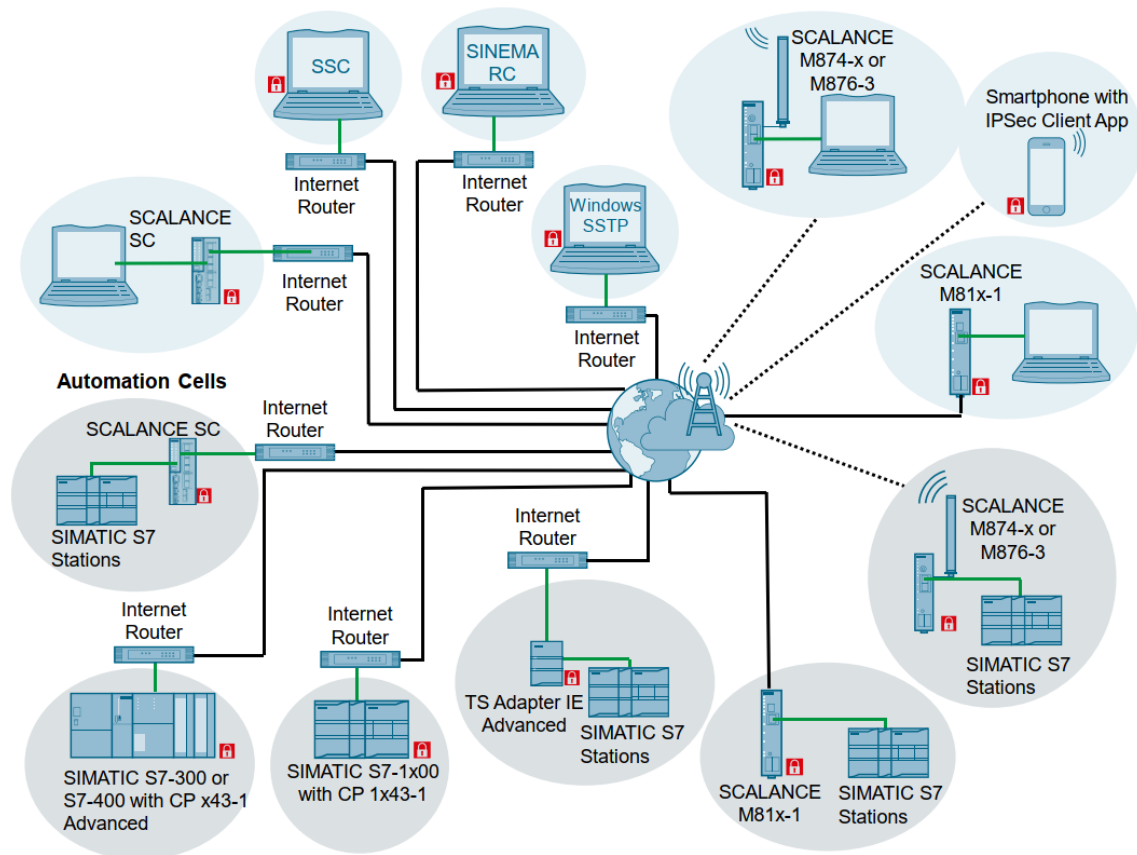 SSC
SINEMA
RC
SCALANCE
M874-x or
M876-3
Smartphone with
IPSec Client App
Internet
Router
Internet
Router
Windows
SSTP
SCALANCE
SC
Internet
Router
Internet
Router
SCALANCE
M81x-1
Automation Cells
SCALANCE SC
Internet
Router
SIMATIC S7
Stations
SCALANCE
M874-x or
M876-3
SIMATIC S7
Stations
Internet
Router
Internet
Router
Internet
Router
TS Adapter IE
Advanced
SIMATIC S7
Stations
SIMATIC S7-300 or
S7-400 with CP x43-1
Advanced
SIMATIC S7-1x00
with CP 1x43-1
SCALANCE
M81x-1
SIMATIC S7
Stations